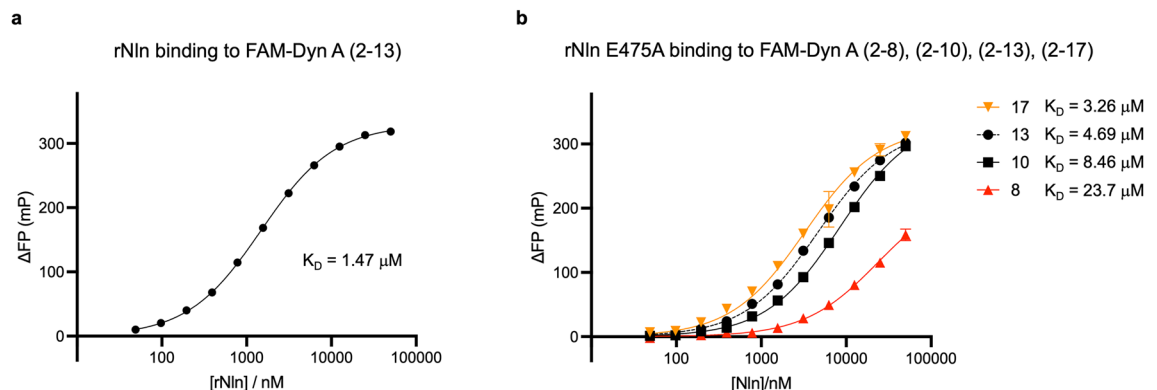 a
rNln binding to FAM-Dyn A (2-13)
ΔFP (mP)
300
200
100
0
K_D = 1.47 μM
100
1000
10000
100000
[rNln] / nM
b
rNln E475A binding to FAM-Dyn A (2-8), (2-10), (2-13), (2-17)
ΔFP (mP)
300
200
100
0
100
1000
10000
100000
[Nln]/nM
17 K_D = 3.26 μM
13 K_D = 4.69 μM
10 K_D = 8.46 μM
8 K_D = 23.7 μM